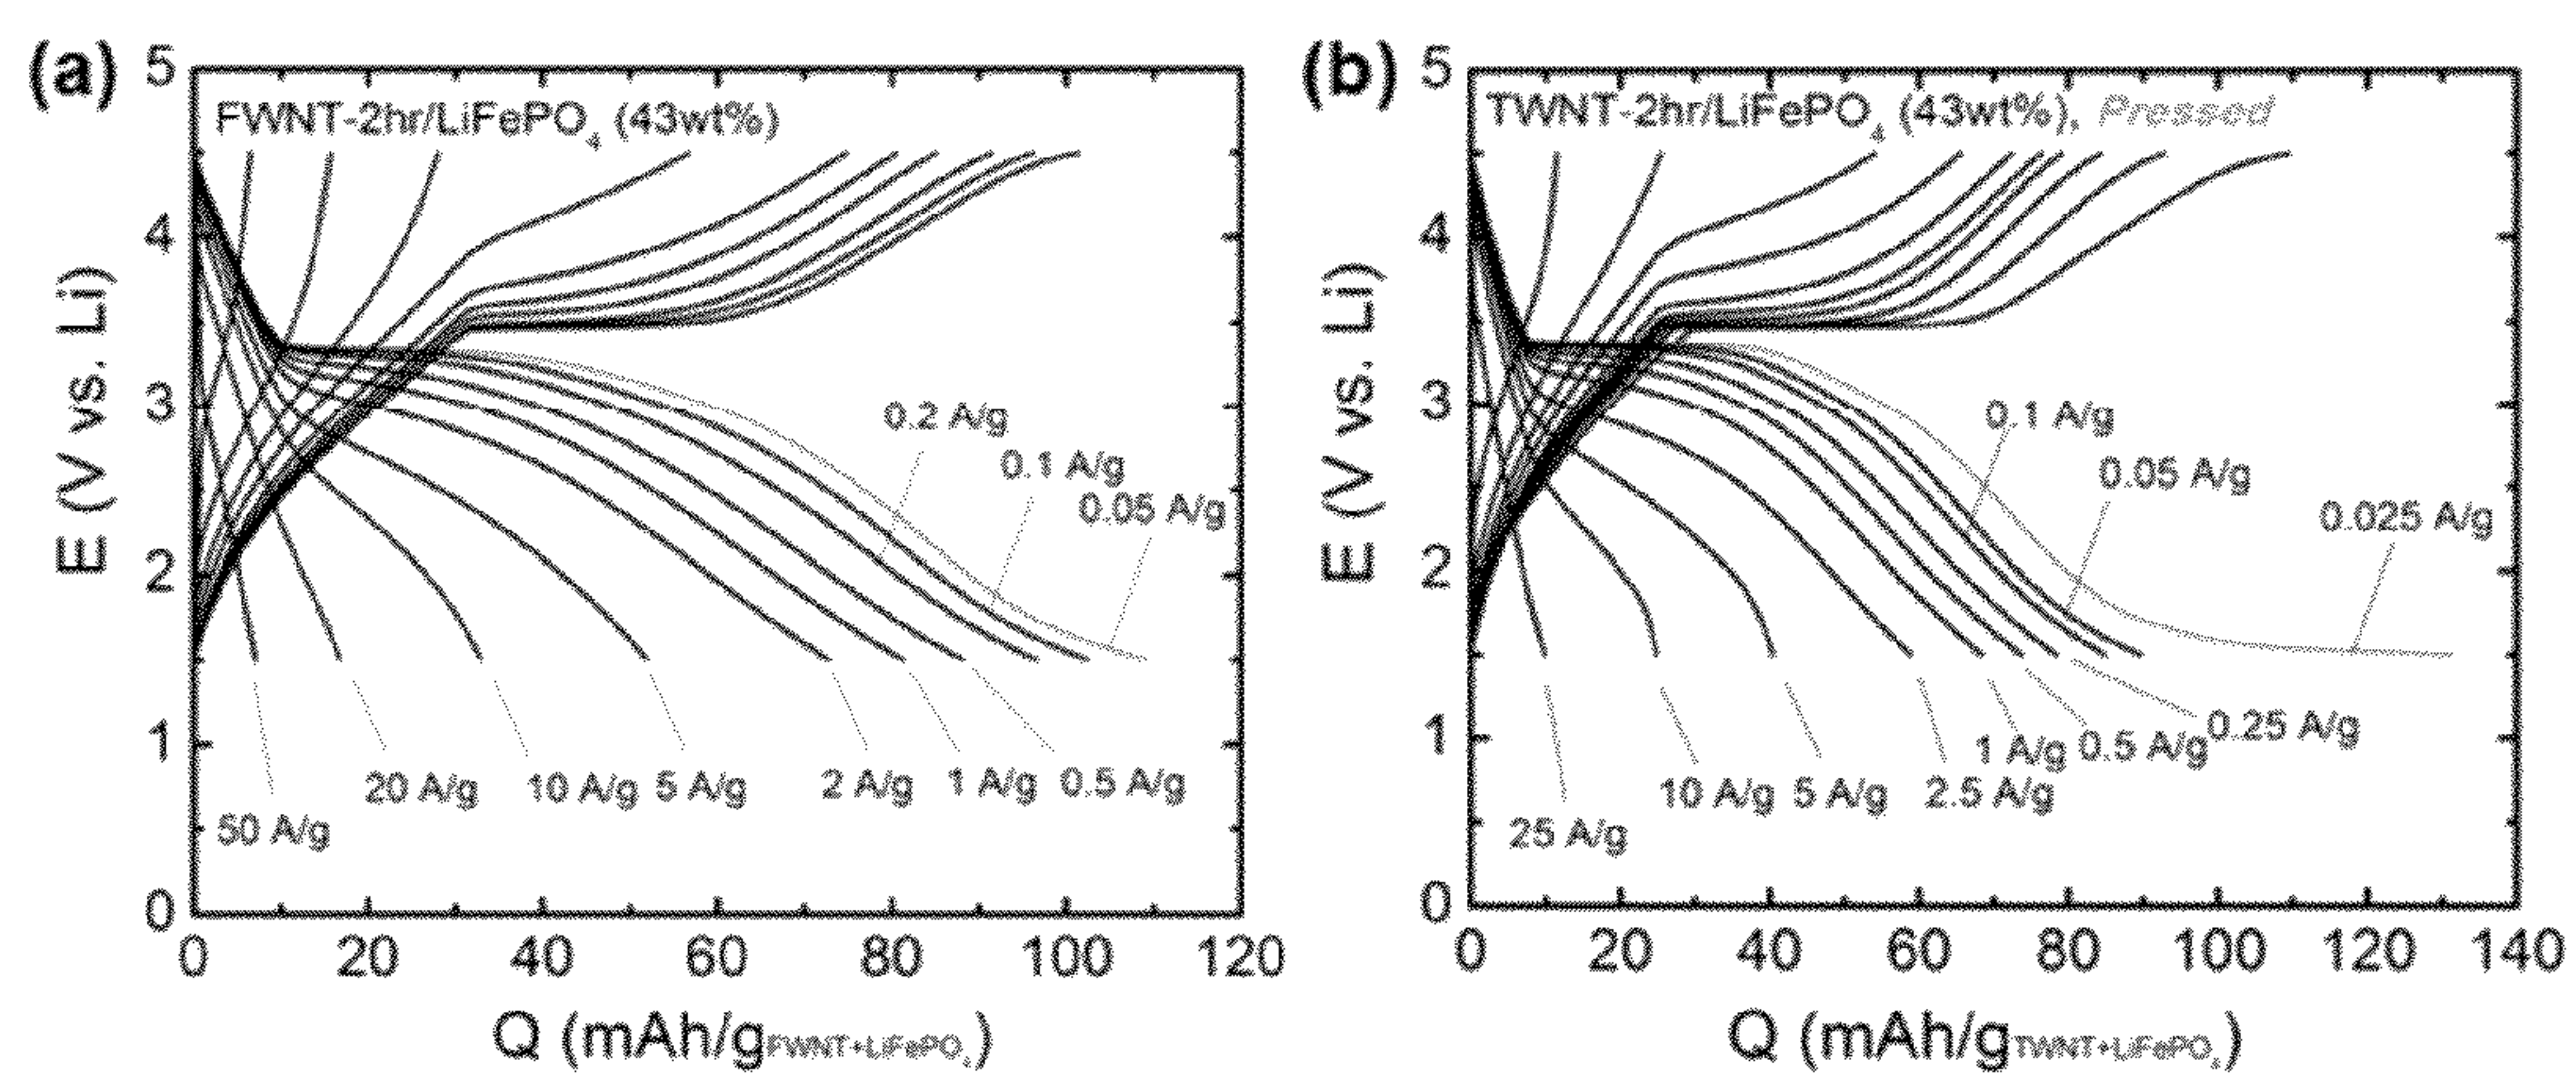 (a)
FWNT-2hr/LiFePO4 (43wt%)
E (V vs. Li)
5
4
3
2
1
0
0.2 A/g
0.1 A/g
0.05 A/g
20 A/g 10 A/g 5 A/g 2 A/g 1 A/g 0.5 A/g
50 A/g
0 20 40 60 80 100 120
Q (mAh/gFWNT+LiFePO4)
(b)
TWNT-2hr/LiFePO4 (43wt%), Pressed
E (V vs. Li)
5
4
3
2
1
0
0.1 A/g
0.05 A/g
0.025 A/g
0.25 A/g
1 A/g 0.5 A/g
10 A/g 5 A/g 2.5 A/g
25 A/g
0 20 40 60 80 100 120 140
Q (mAh/gTWNT+LiFePO4)